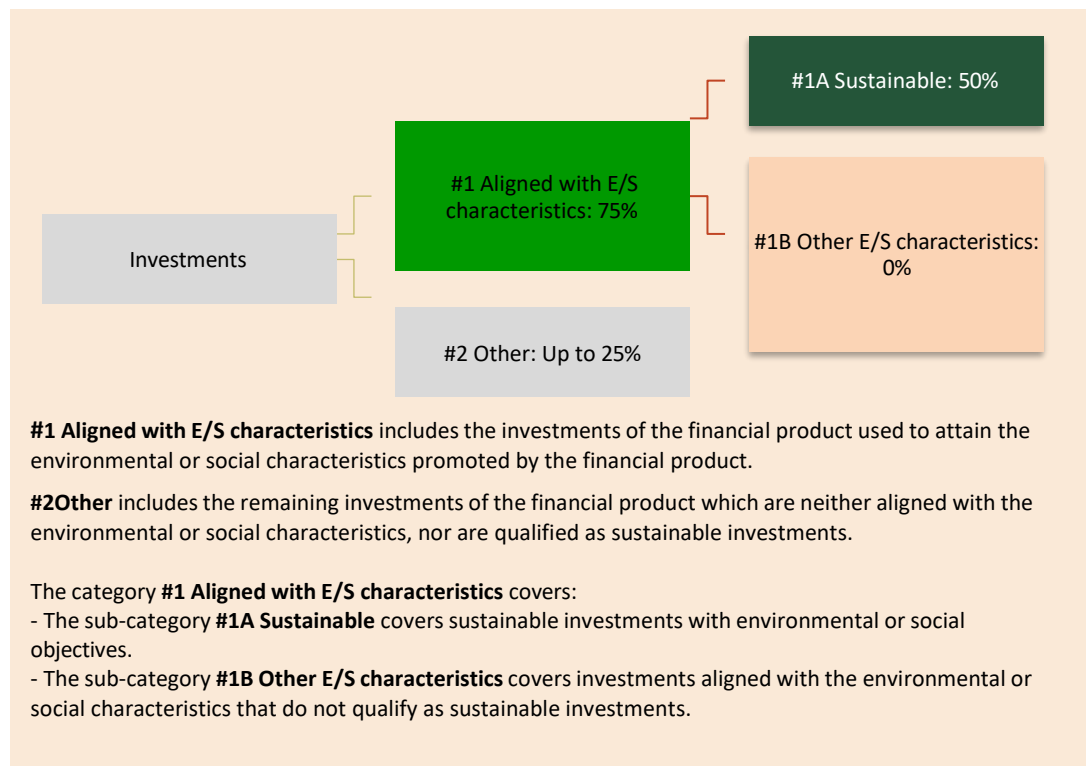 #1A Sustainable: 50%
#1 Aligned with E/S
characteristics: 75%
#1B Other E/S characteristics:
0%
Investments
#2 Other: Up to 25%
#1 Aligned with E/S characteristics includes the investments of the financial product used to attain the
environmental or social characteristics promoted by the financial product.
#2Other includes the remaining investments of the financial product which are neither aligned with the
environmental or social characteristics, nor are qualified as sustainable investments.
The category #1 Aligned with E/S characteristics covers:
- The sub-category #1A Sustainable covers sustainable investments with environmental or social
objectives.
- The sub-category #1B Other E/S characteristics covers investments aligned with the environmental or
social characteristics that do not qualify as sustainable investments.